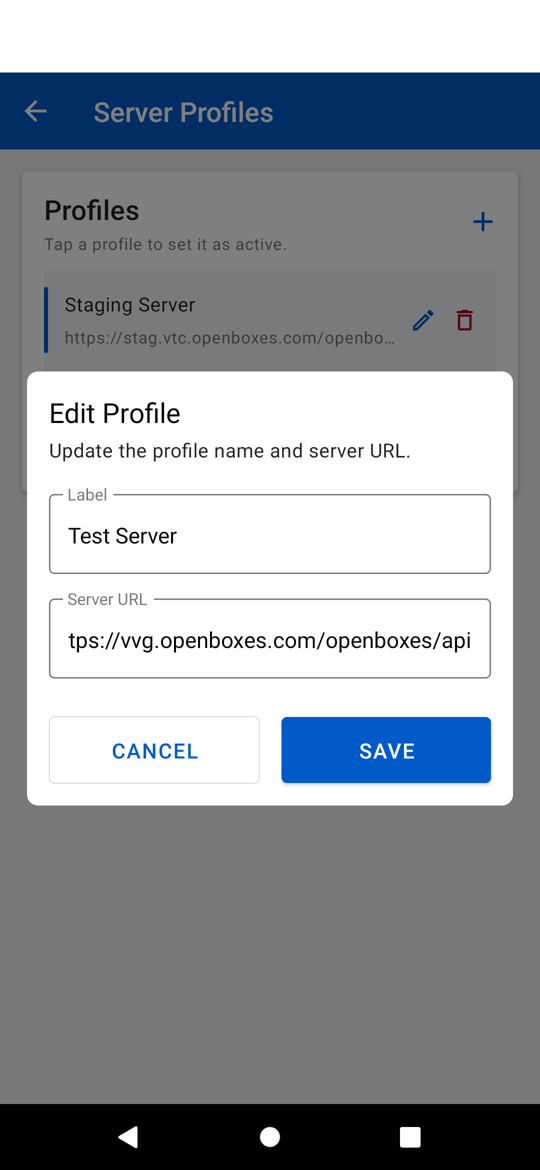 Server Profiles
Profiles
Tap a profile to set it as active.
Staging Server
https://stag.vtc.openboxes.com/openbo…
Edit Profile
Update the profile name and server URL.
Label
Test Server
Server URL
tps://vvg.openboxes.com/openboxes/api
CANCEL
SAVE